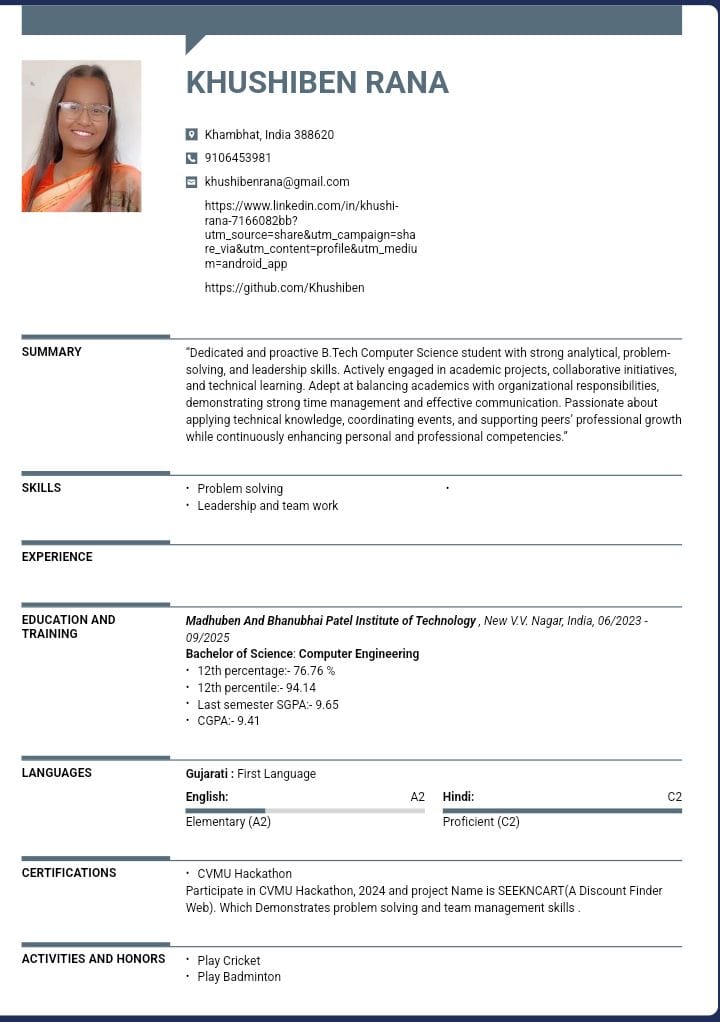 KHUSHIBEN RANA
Khambhat, India 388620
9106453981
khushibenrana@gmail.com
https://www.linkedin.com/in/khushi-
rana-7166082bb?
utm_source=share&utm_campaign=sha
re_via&utm_content=profile&utm_mediu
m=android_app
https://github.com/Khushiben
SUMMARY
“Dedicated and proactive B.Tech Computer Science student with strong analytical, problem-
solving, and leadership skills. Actively engaged in academic projects, collaborative initiatives,
and technical learning. Adept at balancing academics with organizational responsibilities,
demonstrating strong time management and effective communication. Passionate about
applying technical knowledge, coordinating events, and supporting peers’ professional growth
while continuously enhancing personal and professional competencies.”
SKILLS
• Problem solving
• Leadership and team work
•
EXPERIENCE
EDUCATION AND
TRAINING
Madhuben And Bhanubhai Patel Institute of Technology , New V.V. Nagar, India, 06/2023 -
09/2025
Bachelor of Science: Computer Engineering
• 12th percentage:- 76.76 %
• 12th percentile:- 94.14
• Last semester SGPA:- 9.65
• CGPA:- 9.41
LANGUAGES
Gujarati : First Language
English: A2
Elementary (A2)
Hindi: C2
Proficient (C2)
CERTIFICATIONS
• CVMU Hackathon
Participate in CVMU Hackathon, 2024 and project Name is SEEKNCART(A Discount Finder
Web). Which Demonstrates problem solving and team management skills .
ACTIVITIES AND HONORS
• Play Cricket
• Play Badminton